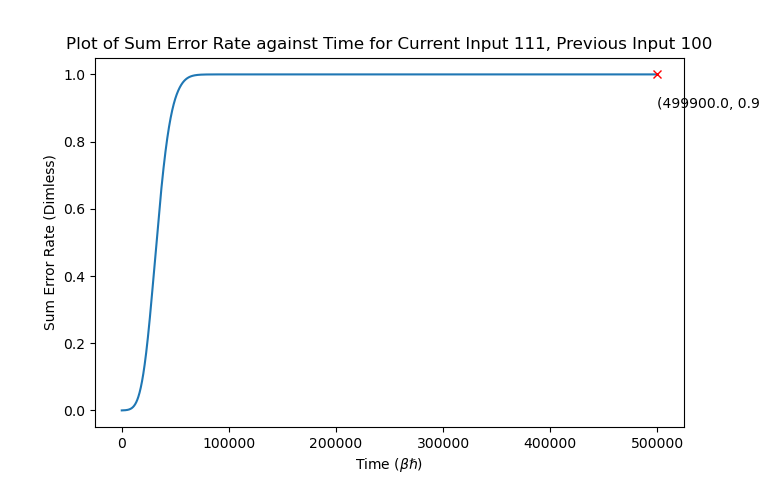 Plot of Sum Error Rate against Time for Current Input 111, Previous Input 100
1.0
(499900.0, 0.9
0.8
0.6
Sum Error Rate (Dimless)
0.4
0.2
0.0
0 100000 200000 300000 400000 500000
Time (βħ)